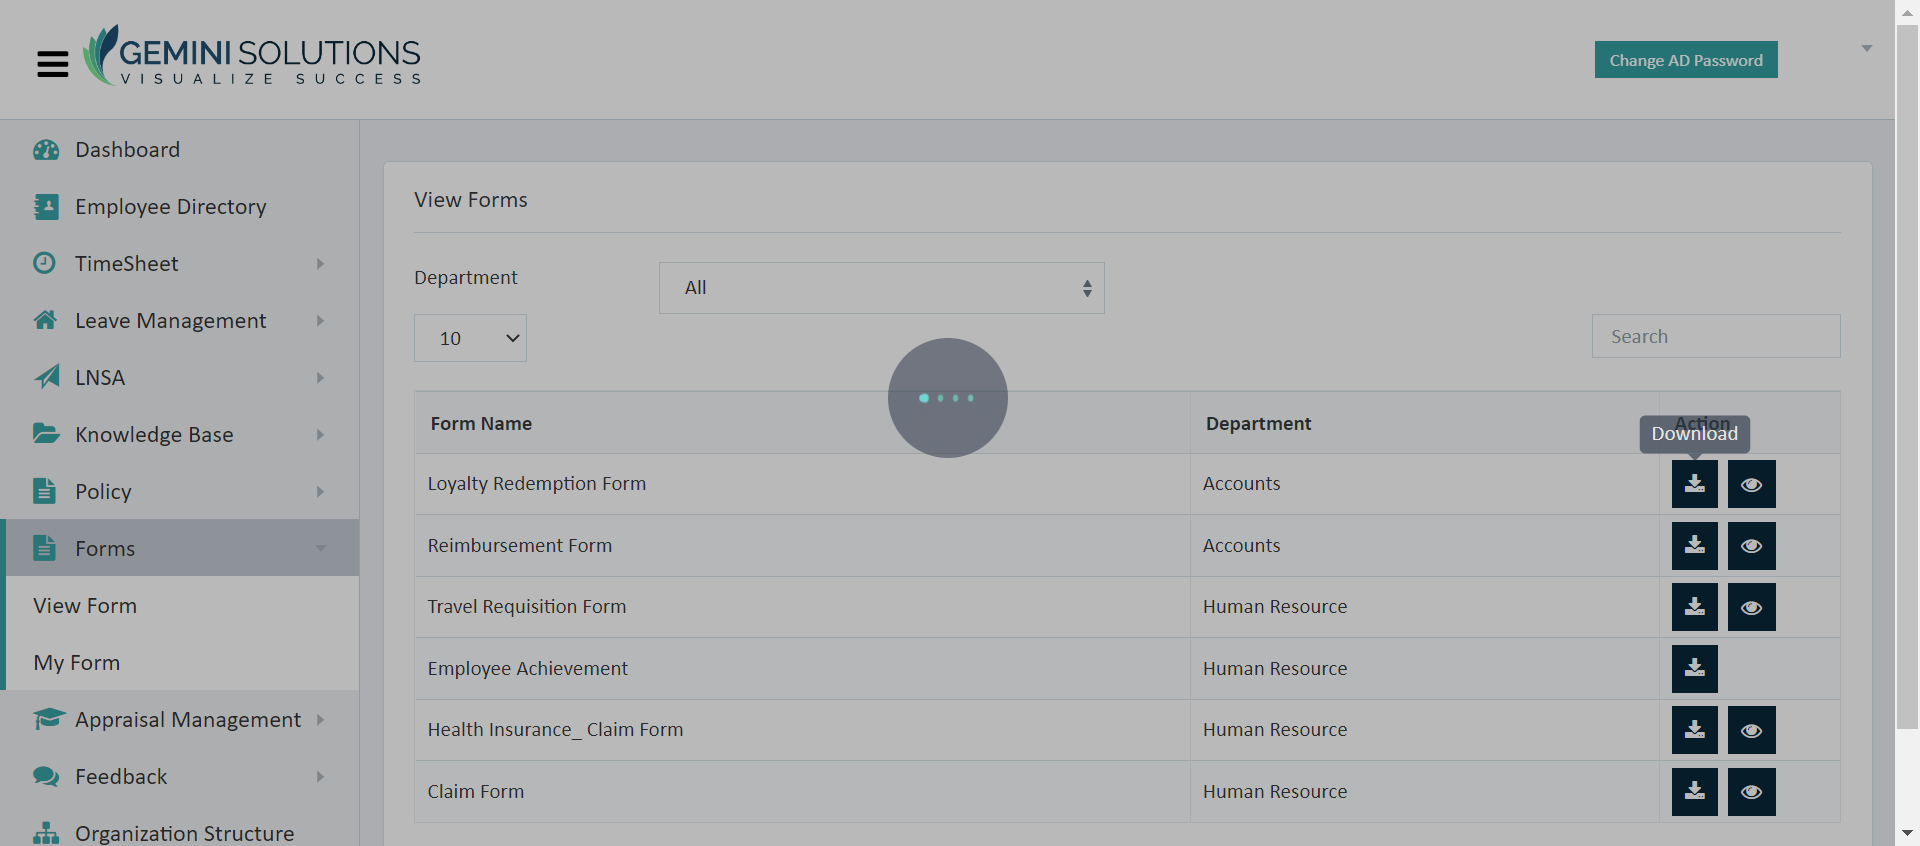 GEMINI SOLUTIONS
VISUALIZE SUCCESS
Change AD Password
Dashboard
Employee Directory
TimeSheet
Leave Management
LNSA
Knowledge Base
Policy
Forms
View Form
My Form
Appraisal Management
Feedback
Organization Structure
View Forms
Department
All
10
Search
Form Name
Department
Action
Download
Loyalty Redemption Form
Accounts
Reimbursement Form
Accounts
Travel Requisition Form
Human Resource
Employee Achievement
Human Resource
Health Insurance_ Claim Form
Human Resource
Claim Form
Human Resource